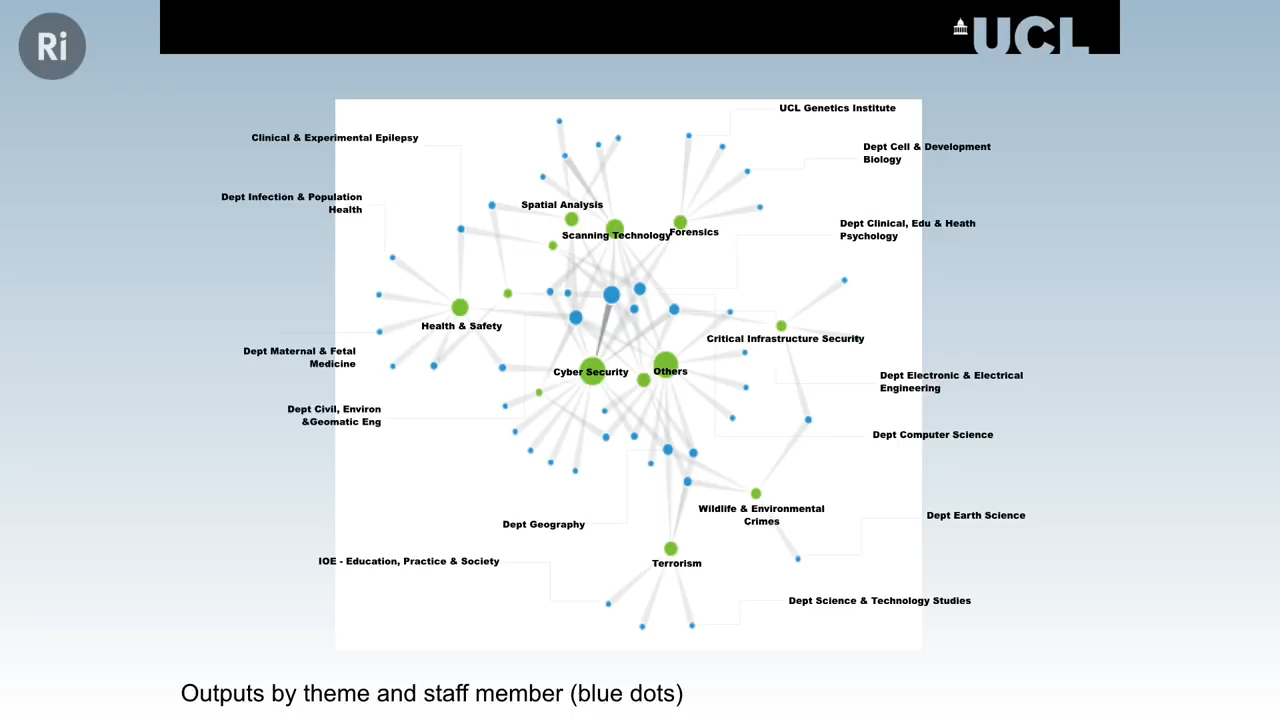 Ri
UCL
UCL Genetics Institute
Clinical & Experimental Epilepsy
Dept Cell & Development
Biology
Dept Infection & Population
Health
Spatial Analysis
Scanning Technology
Forensics
Dept Clinical, Edu & Heath
Psychology
Health & Safety
Critical Infrastructure Security
Dept Maternal & Fetal
Medicine
Cyber Security
Others
Dept Electronic & Electrical
Engineering
Dept Civil, Environ
&Geomatic Eng
Dept Computer Science
Wildlife & Environmental
Crimes
Dept Earth Science
Dept Geography
IOE - Education, Practice & Society
Terrorism
Dept Science & Technology Studies
Outputs by theme and staff member (blue dots)